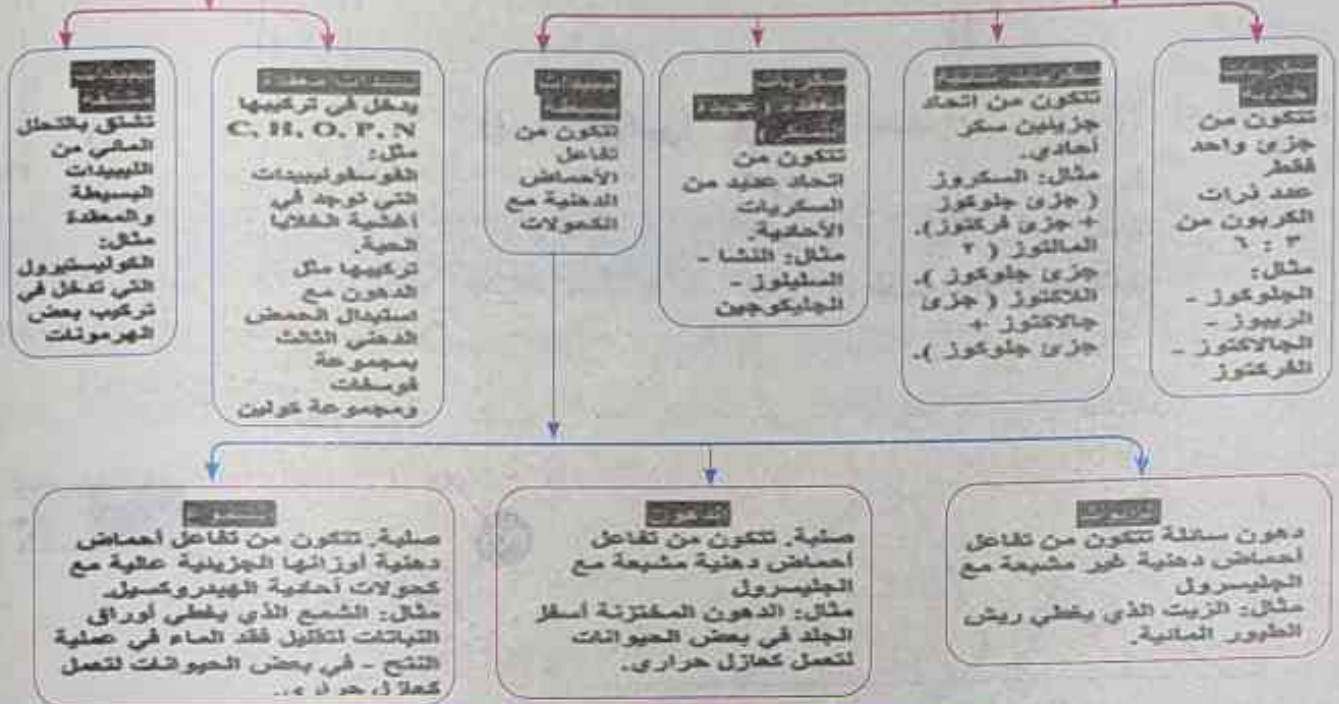 تتكون من
جزئ واحد
فقط
عدد ذرات
الكربون من
٣ : ٦
مثال:
الجلوكوز -
الريبوز -
الجالاكتوز -
الفركتوز
تتكون من اتحاد
جزيئين سكر
أحادي.
مثال: السكروز
( جزئ جلوكوز
+ جزئ فركتوز).
المالتوز ( ٢
جزئ جلوكوز ).
اللاكتوز ( جزئ
جالاكتوز +
جزئ جلوكوز ).
تتكون من
اتحاد عديد من
السكريات
الأحادية.
مثال: النشا -
السليلوز -
الجليكوجين
تتكون من
تفاعل
الأحماض
الدهنية مع
الكحولات
ليبيدات معقدة
يدخل في تركيبها
C, H, O, P, N
مثل:
الفوسفوليبيدات
التي توجد في
أغشية الخلايا
الحية.
تركيبها مثل
الدهون مع
استبدال الحمض
الدهني الثالث
بمجموعة
فوسفات
ومجموعة كولين
تشتق بالتحلل
المائي من
الليبيدات
البسيطة
والمعقدة
مثال:
الكوليستيرول
التي تدخل في
تركيب بعض
الهرمونات
دهون سائلة تتكون من تفاعل
أحماض دهنية غير مشبعة مع
الجليسرول
مثال: الزيت الذي يغطي ريش
الطيور المائية.
صلبة. تتكون من تفاعل
أحماض دهنية مشبعة مع
الجليسرول
مثال: الدهون المختزنة أسفل
الجلد في بعض الحيوانات
لتعمل كعازل حراري.
صلبة. تتكون من تفاعل أحماض
دهنية أوزانها الجزيئية عالية مع
كحولات أحادية الهيدروكسيل.
مثال: الشمع الذي يغطي أوراق
النباتات لتقليل فقد الماء في عملية
النتح - في بعض الحيوانات لتعمل
كعازل حراري.